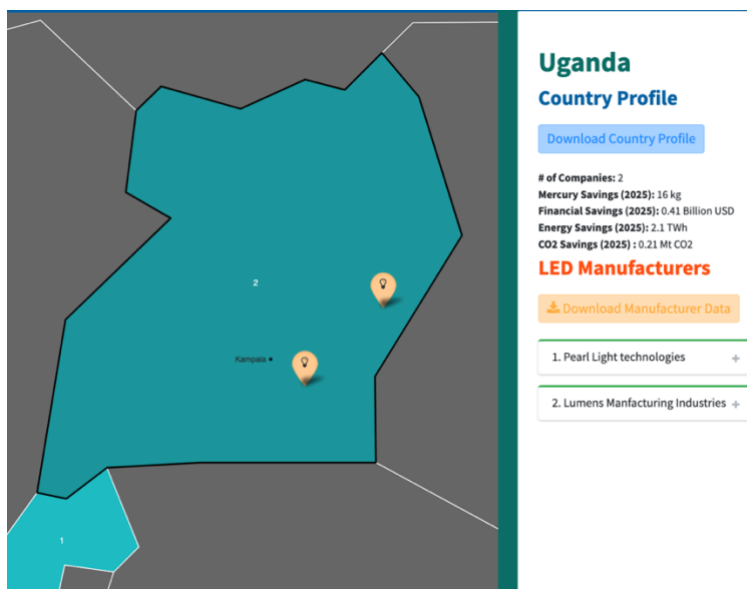 Uganda
Country Profile
Download Country Profile
# of Companies: 2
Mercury Savings (2025): 16 kg
Financial Savings (2025): 0.41 Billion USD
Energy Savings (2025): 2.1 TWh
CO2 Savings (2025) : 0.21 Mt CO2
LED Manufacturers
Download Manufacturer Data
1. Pearl Light technologies +
2. Lumens Manfacturing Industries +
2
Kampala
1